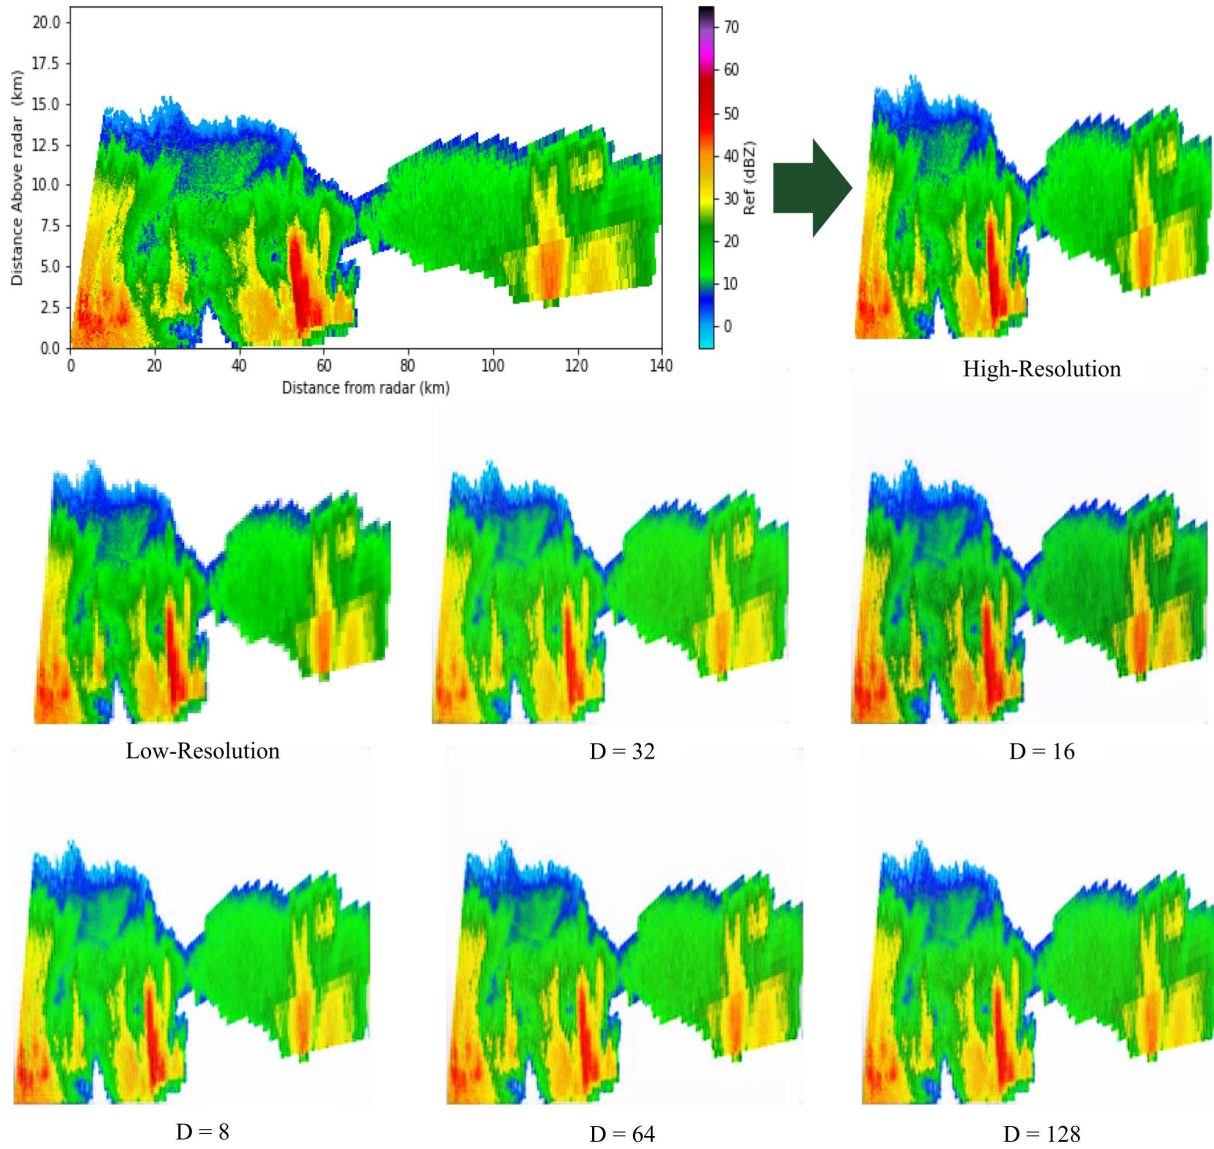 20.0
17.5
15.0
12.5
10.0
7.5
5.0
2.5
0.0
Distance Above radar (km)
0 20 40 60 80 100 120 140
Distance from radar (km)
70
60
50
40
30
20
10
0
Ref (dBZ)
High-Resolution
Low-Resolution
D = 32
D = 16
D = 8
D = 64
D = 128